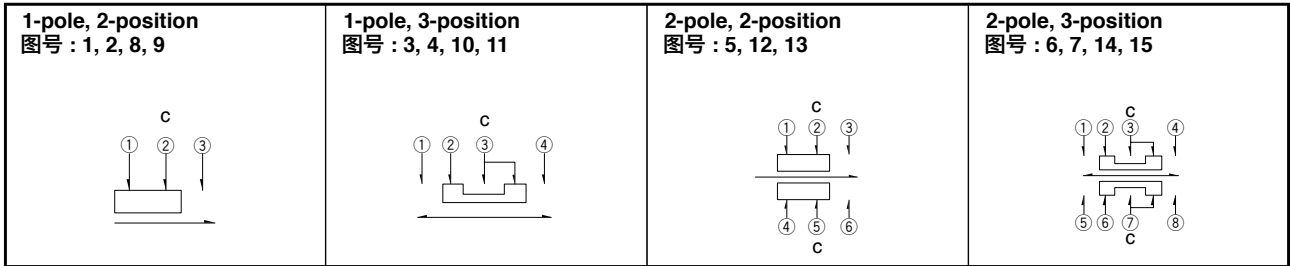 1-pole, 2-position
图号 : 1, 2, 8, 9
C
① ② ③
1-pole, 3-position
图号 : 3, 4, 10, 11
C
① ② ③ ④
2-pole, 2-position
图号 : 5, 12, 13
C
① ② ③
④ ⑤ ⑥
C
2-pole, 3-position
图号 : 6, 7, 14, 15
C
① ② ③ ④
⑤ ⑥ ⑦ ⑧
C